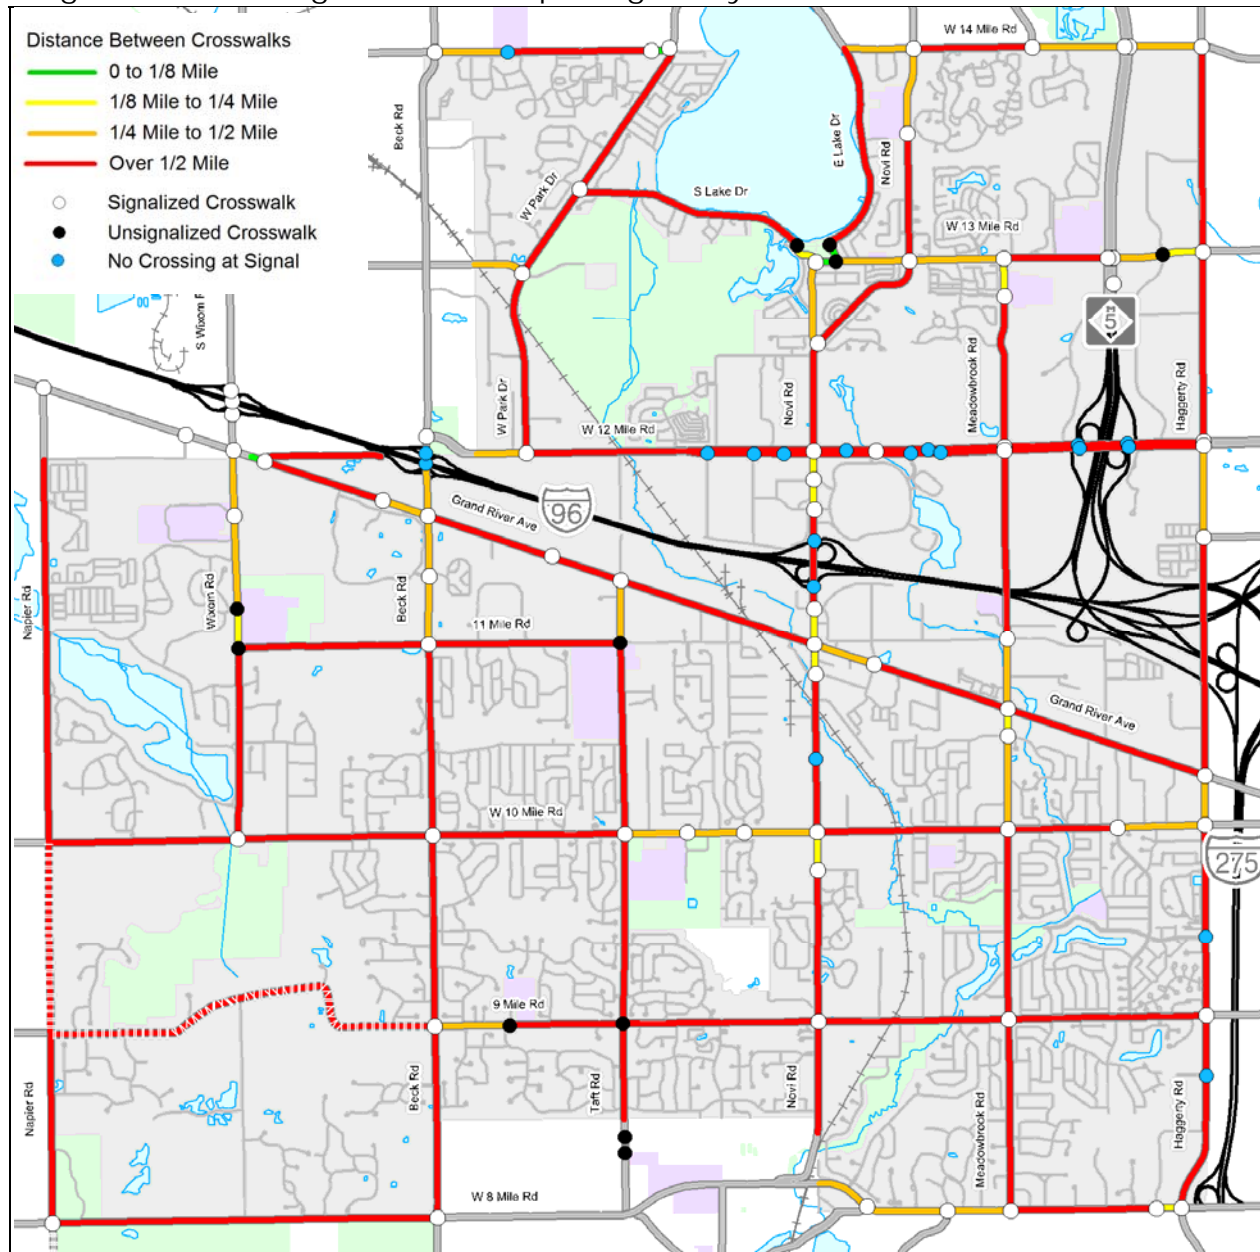 Distance Between Crosswalks
0 to 1/8 Mile
1/8 Mile to 1/4 Mile
1/4 Mile to 1/2 Mile
Over 1/2 Mile
Signalized Crosswalk
Unsignalized Crosswalk
No Crossing at Signal
W 14 Mile Rd
Beck Rd
E Lake Dr
Novi Rd
W Park Dr
S Lake Dr
W 13 Mile Rd
S Wixom R
5
W Park Dr
Novi Rd
Meadowbrook Rd
Haggerty Rd
W 12 Mile Rd
Grand River Ave
96
Napier Rd
Wixom Rd
Beck Rd
11 Mile Rd
Grand River Ave
W 10 Mile Rd
275
9 Mile Rd
Napier Rd
Beck Rd
Taft Rd
Novi Rd
Meadowbrook Rd
Haggerty Rd
W 8 Mile Rd